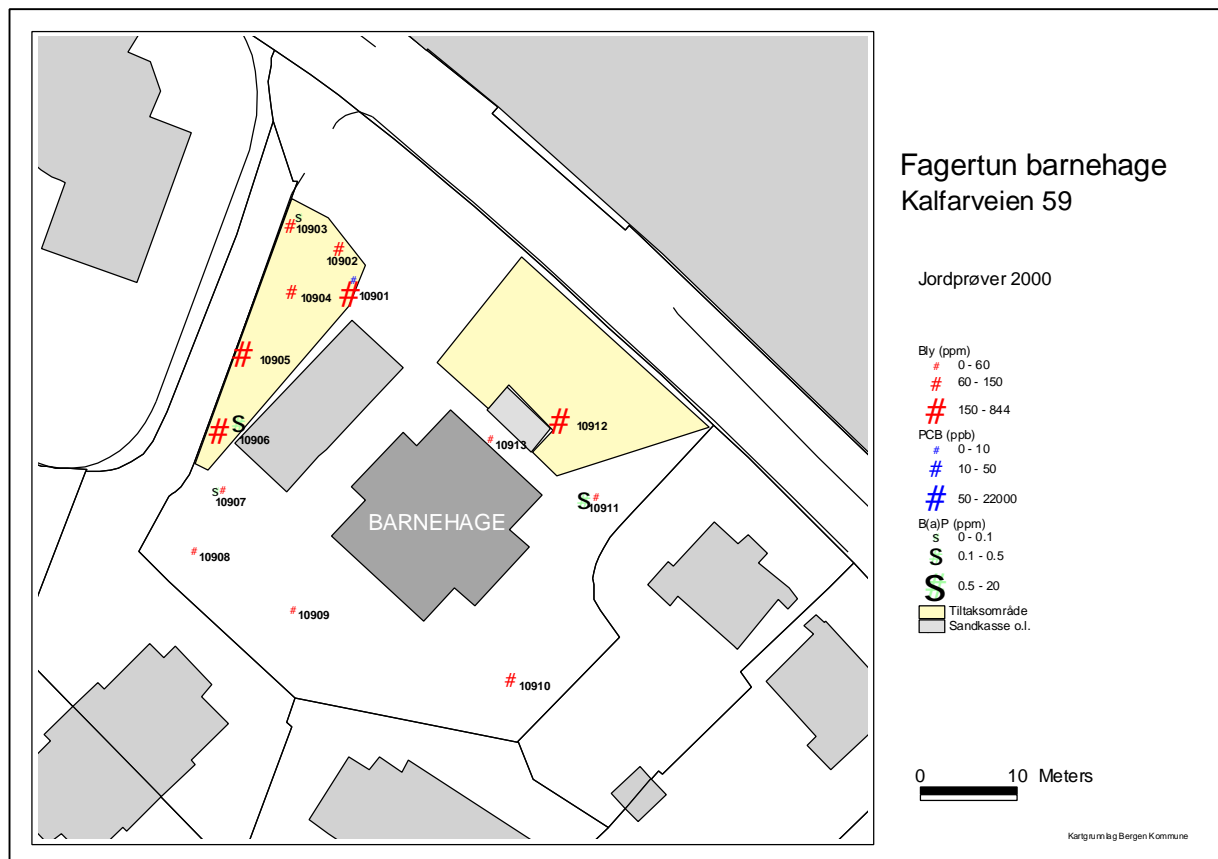 Fagertun barnehage
Kalfarveien 59
Jordprøver 2000
Bly (ppm)
# 0 - 60
# 60 - 150
# 150 - 844
PCB (ppb)
# 0 - 10
# 10 - 50
# 50 - 22000
B(a)P (ppm)
s 0 - 0.1
s 0.1 - 0.5
s 0.5 - 20
Tiltaksområde
Sandkasse o.l.
0 10 Meters
Kartgrunnlag Bergen Kommune
s
# 10903
# 10902
#
# 10904
# 10901
# 10905
# s 10906
# 10912
# 10913
s # 10907
s # 10911
BARNEHAGE
# 10908
# 10909
# 10910